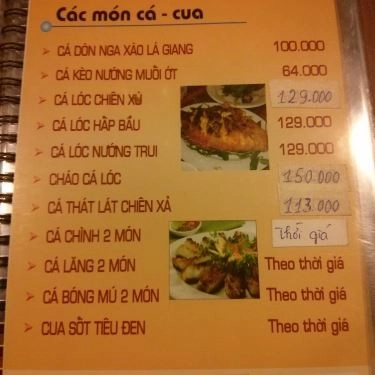 Các món cá - cua
CÁ DÔN NGA XÀO LÁ GIANG 100.000
CÁ KÈO NƯỚNG MUỐI ỚT 64.000
CÁ LÓC CHIÊN XÙ 129.000
CÁ LÓC HẤP BẦU 129.000
CÁ LÓC NƯỚNG TRUI 129.000
CHÁO CÁ LÓC 150.000
CÁ THÁT LÁT CHIÊN XẢ 113.000
CÁ CHÌNH 2 MÓN Thời giá
CÁ LĂNG 2 MÓN Theo thời giá
CÁ BÓNG MÚ 2 MÓN Theo thời giá
CUA SỐT TIÊU ĐEN Theo thời giá